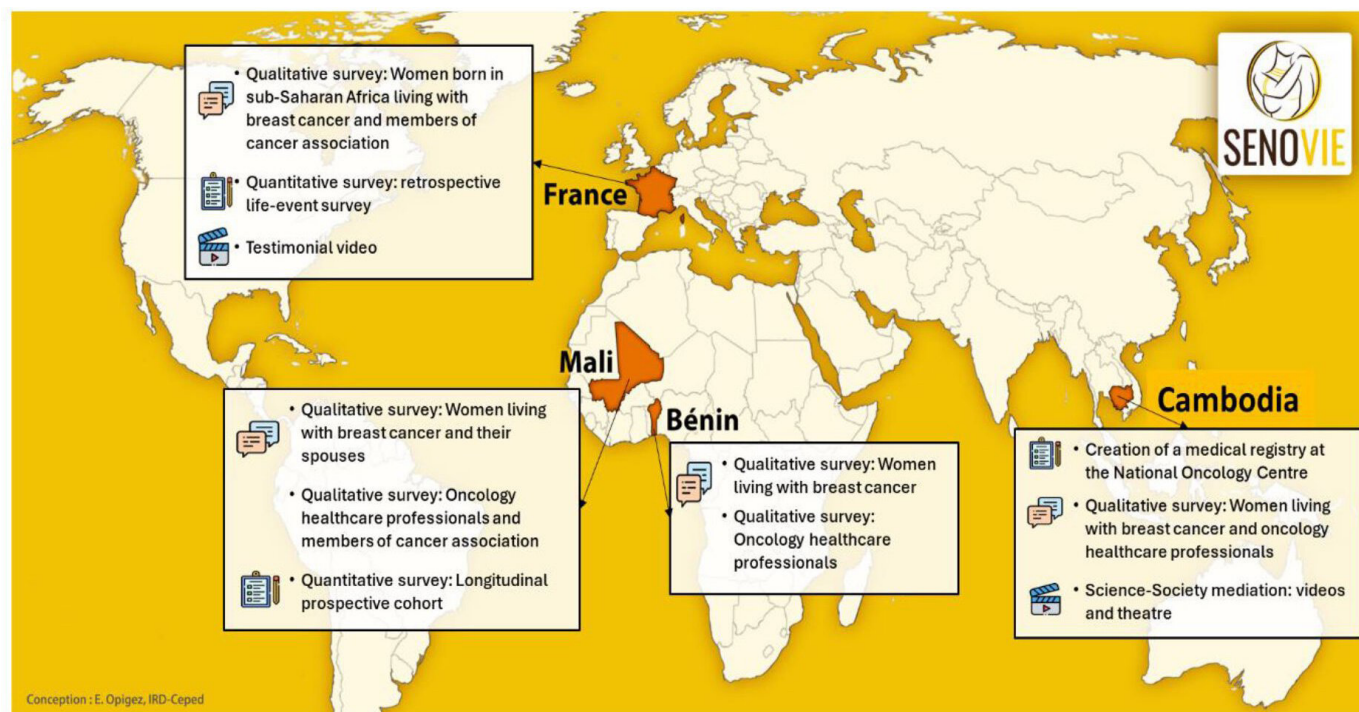 • Qualitative survey: Women born in
sub-Saharan Africa living with
breast cancer and members of
cancer association
• Quantitative survey: retrospective
life-event survey
• Testimonial video
France
SENOVIE
Mali
• Qualitative survey: Women living
with breast cancer and their
spouses
• Qualitative survey: Oncology
healthcare professionals and
members of cancer association
• Quantitative survey: Longitudinal
prospective cohort
Bénin
• Qualitative survey: Women
living with breast cancer
• Qualitative survey:
Oncology healthcare
professionals
Cambodia
• Creation of a medical registry at
the National Oncology Centre
• Qualitative survey: Women living
with breast cancer and oncology
healthcare professionals
• Science-Society mediation: videos
and theatre
Conception : E. Opigez, IRD-Ceped